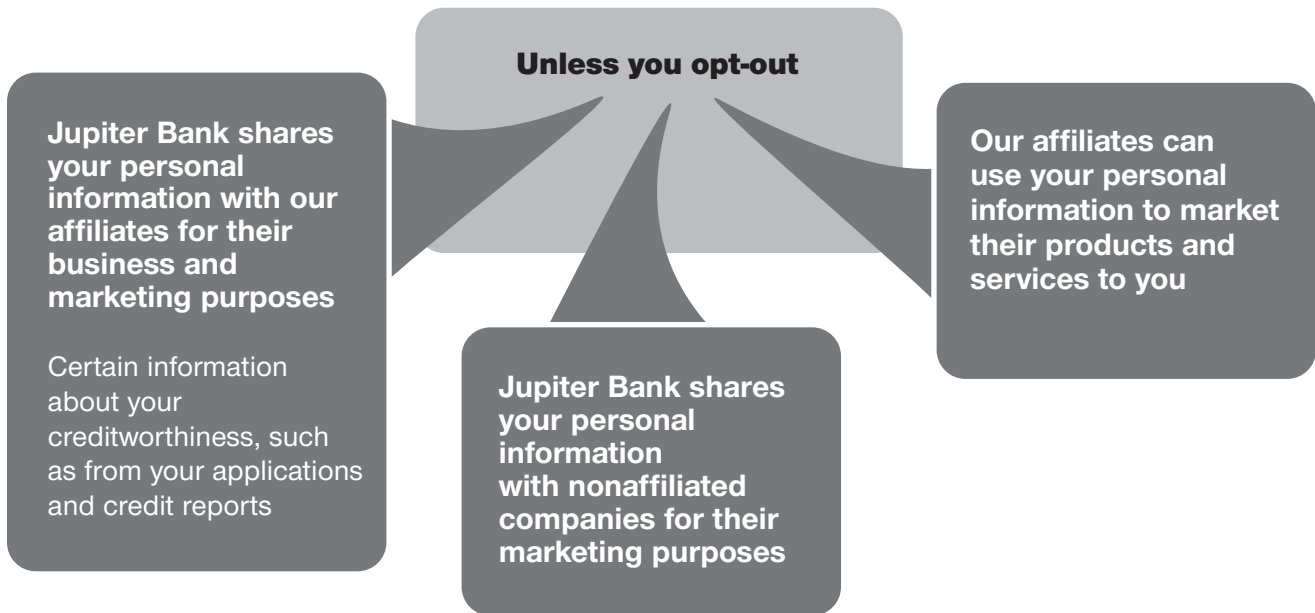 Unless you opt-out
Jupiter Bank shares
your personal
information with our
affiliates for their
business and
marketing purposes
Certain information
about your
creditworthiness, such
as from your applications
and credit reports
Jupiter Bank shares
your personal
information
with nonaffiliated
companies for their
marketing purposes
Our affiliates can
use your personal
information to market
their products and
services to you